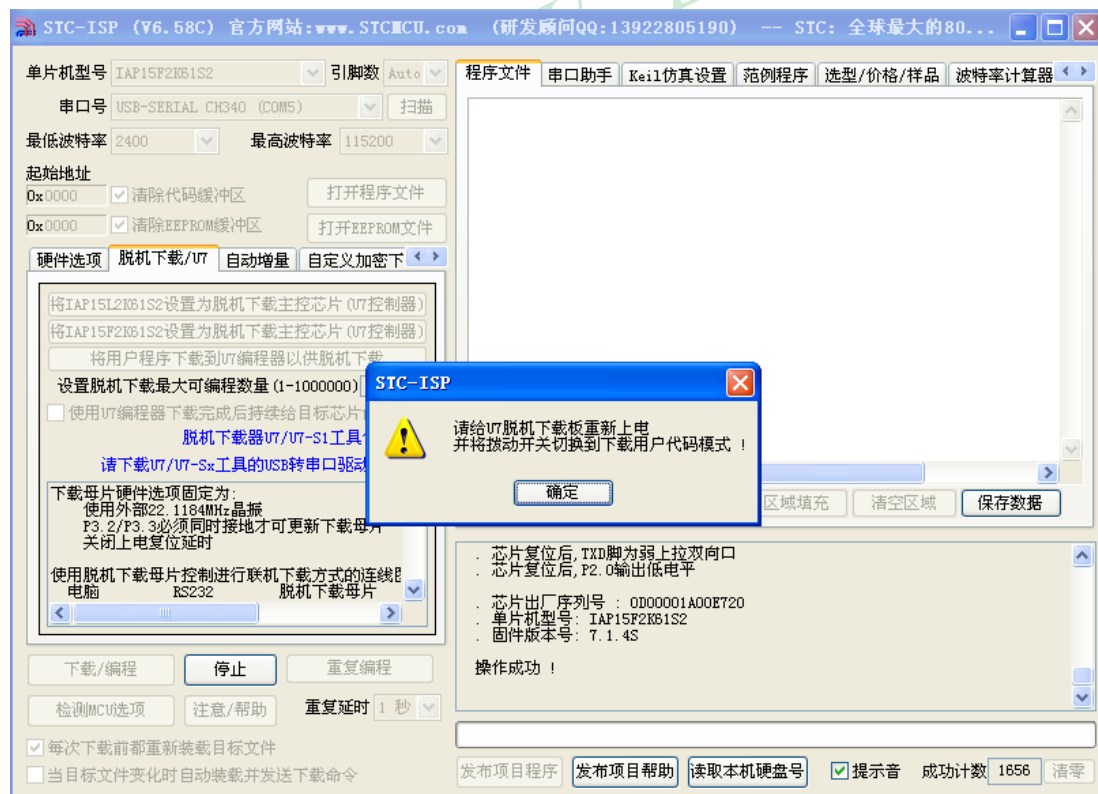 STC-ISP (V6.58C) 官方网站:www.STCMCU.com (研发顾问QQ:13922805190) -- STC: 全球最大的80...
单片机型号 IAP15F2K61S2 引脚数 Auto
串口号 USB-SERIAL CH340 (COM5) 扫描
最低波特率 2400 最高波特率 115200
起始地址
0x0000 清除代码缓冲区 打开程序文件
0x0000 清除EEPROM缓冲区 打开EEPROM文件
硬件选项 脱机下载/U7 自动增量 自定义加密下
将IAP15L2K61S2设置为脱机下载主控芯片(U7控制器)
将IAP15F2K61S2设置为脱机下载主控芯片(U7控制器)
将用户程序下载到U7编程器以供脱机下载
设置脱机下载最大可编程数量(1-1000000)
使用U7编程器下载完成后持续给目标芯片
脱机下载器U7/U7-S1工具
请下载U7/U7-Sx工具的USB转串口驱动
下载母片硬件选项固定为:
使用外部22.1184MHz晶振
P3.2/P3.3必须同时接地才可更新下载母片
关闭上电复位延时
使用脱机下载母片控制进行联机下载方式的连线
电脑 RS232 脱机下载母片
下载/编程 停止 重复编程
检测MCU选项 注意/帮助 重复延时 1 秒
每次下载前都重新装载目标文件
当目标文件变化时自动装载并发送下载命令
程序文件 串口助手 Keil仿真设置 范例程序 选型/价格/样品 波特率计算器
STC-ISP
请给U7脱机下载板重新上电
并将拨动开关切换到下载用户代码模式 !
确定
区域填充 清空区域 保存数据
. 芯片复位后,TXD脚为弱上拉双向口
. 芯片复位后,P2.0输出低电平
. 芯片出厂序列号 : 0D00001A00E720
. 单片机型号: IAP15F2K61S2
. 固件版本号: 7.1.4S
操作成功 !
发布项目程序 发布项目帮助 读取本机硬盘号 提示音 成功计数 1656 清零